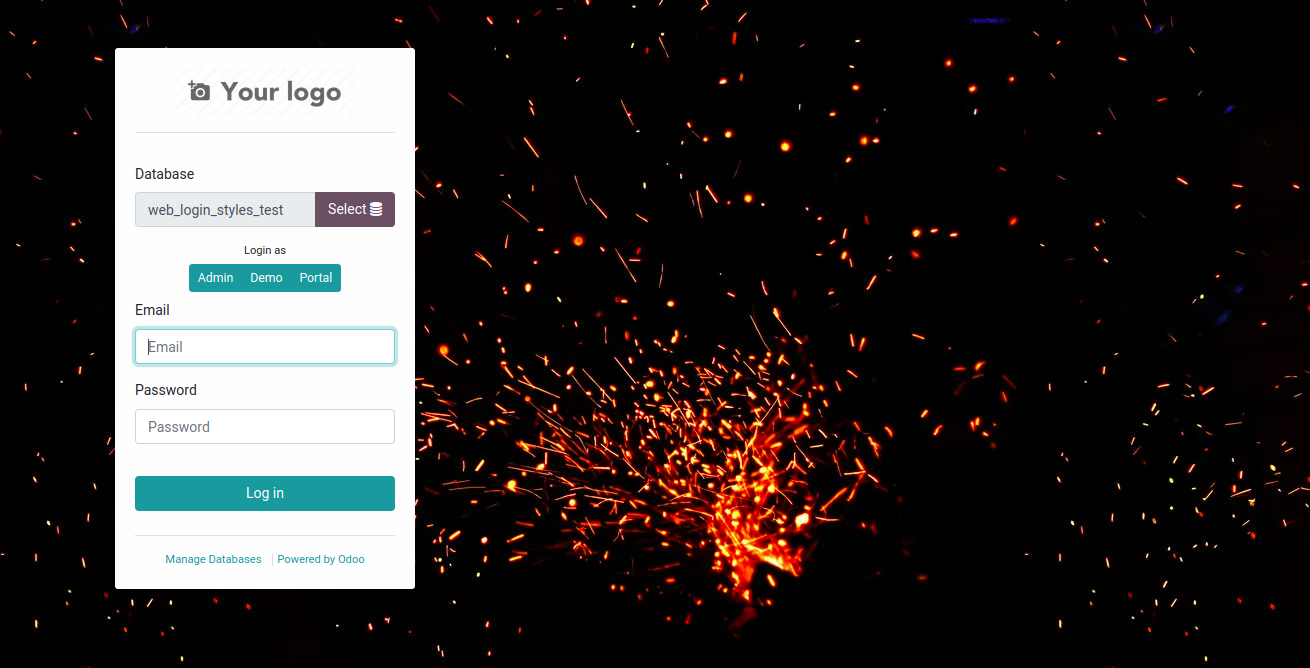 Your logo
Database
web_login_styles_test Select
Login as
Admin Demo Portal
Email
Email
Password
Password
Log in
Manage Databases Powered by Odoo